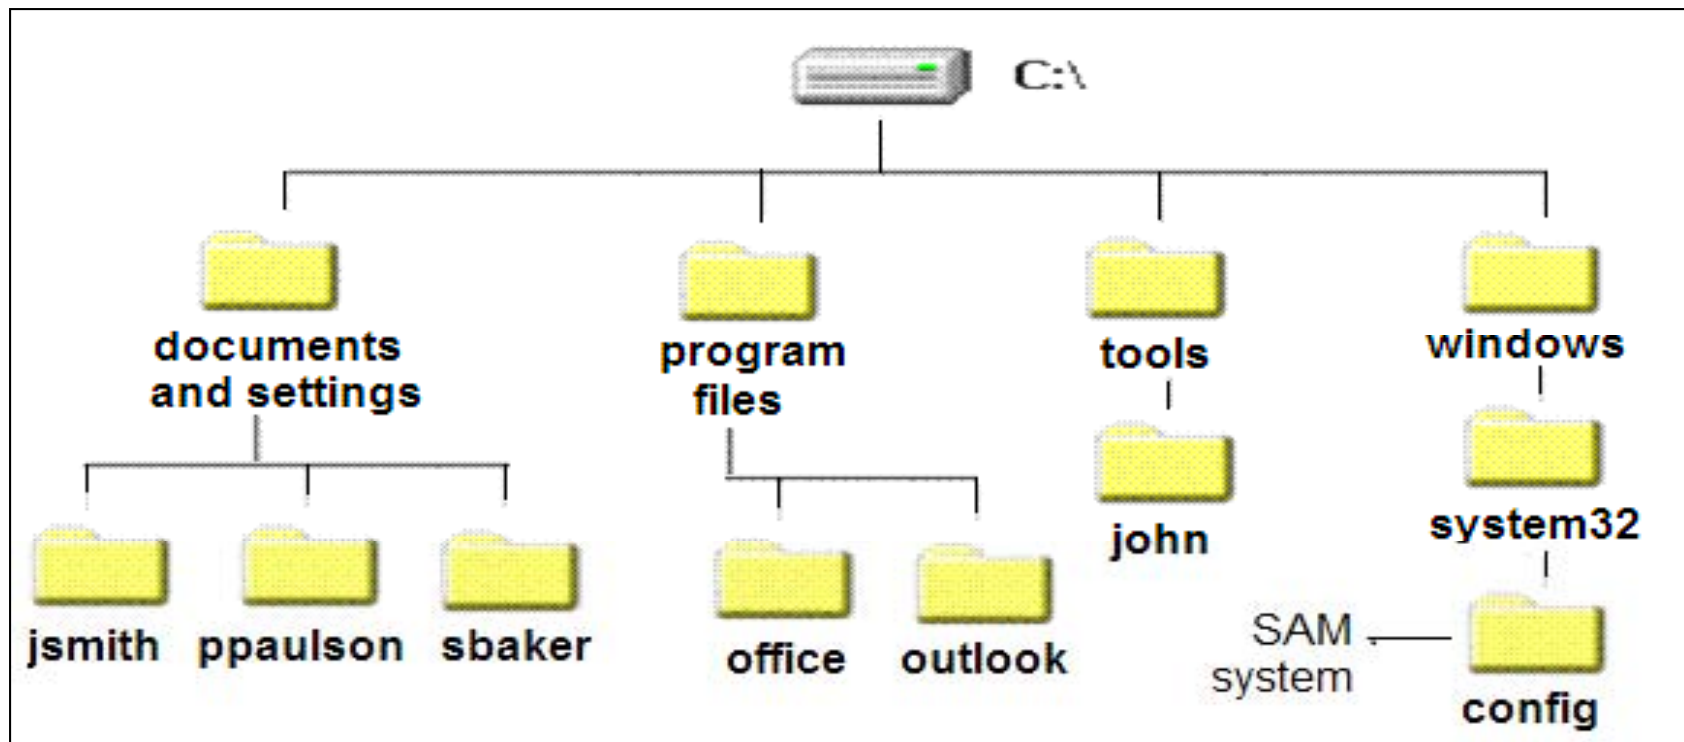 C:\
documents
and settings
program
files
tools
windows
john
system32
jsmith
ppaulson
sbaker
office
outlook
SAM
system
config